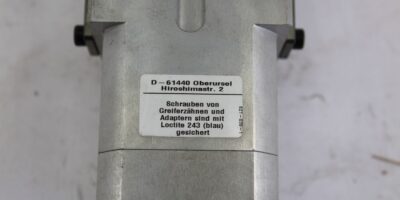 D-61440 Oberursel
Hiroshimastr. 2
Schrauben von
Greiferzähnen und
Adaptern sind mit
Loctite 243 (blau)
gesichert